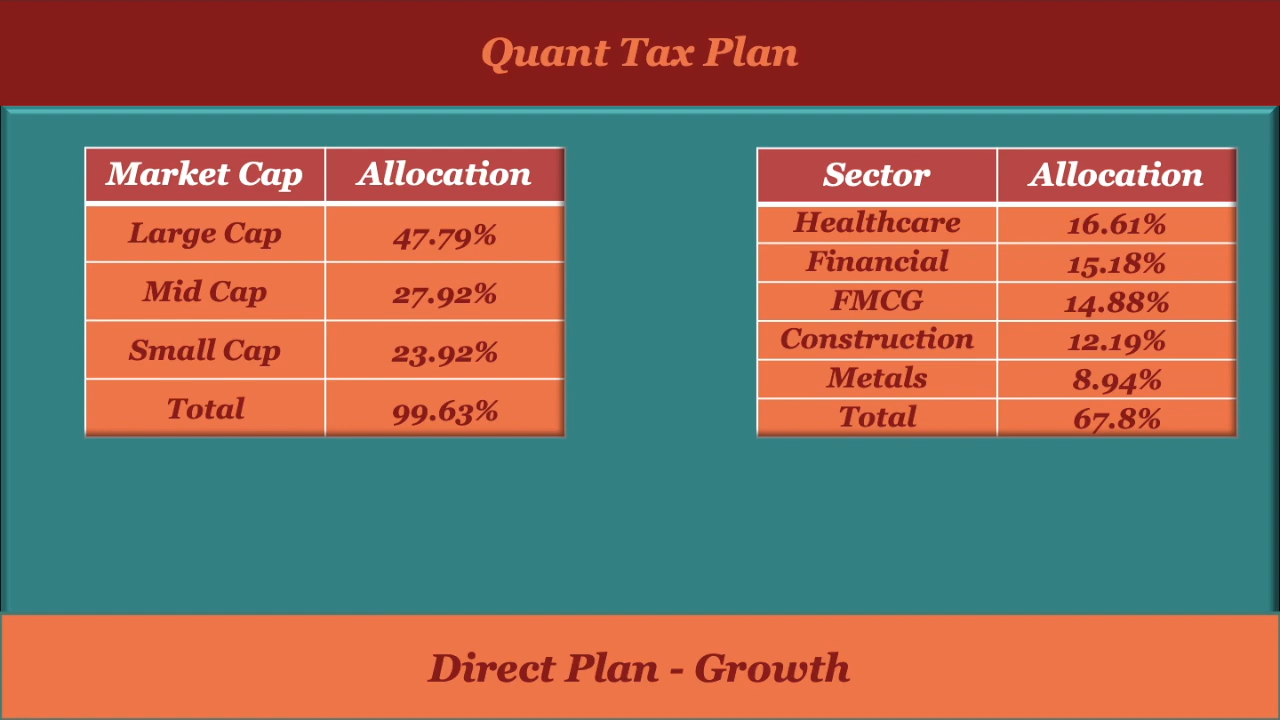 Quant Tax Plan
Market Cap Allocation
Large Cap 47.79%
Mid Cap 27.92%
Small Cap 23.92%
Total 99.63%
Sector Allocation
Healthcare 16.61%
Financial 15.18%
FMCG 14.88%
Construction 12.19%
Metals 8.94%
Total 67.8%
Direct Plan - Growth